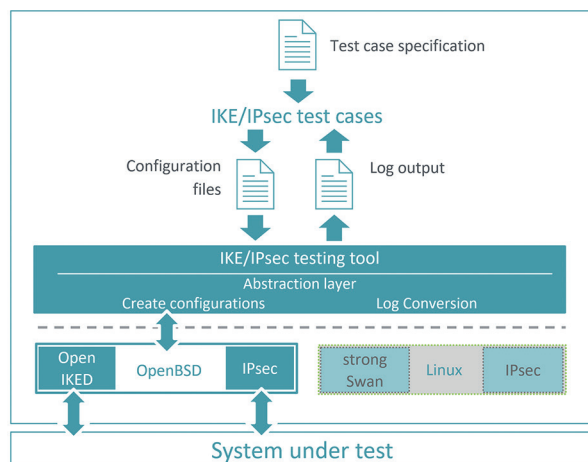 Test case specification
IKE/IPsec test cases
Configuration
files
Log output
IKE/IPsec testing tool
Abstraction layer
Create configurations Log Conversion
Open
IKED
OpenBSD
IPsec
strong
Swan
Linux
IPsec
System under test